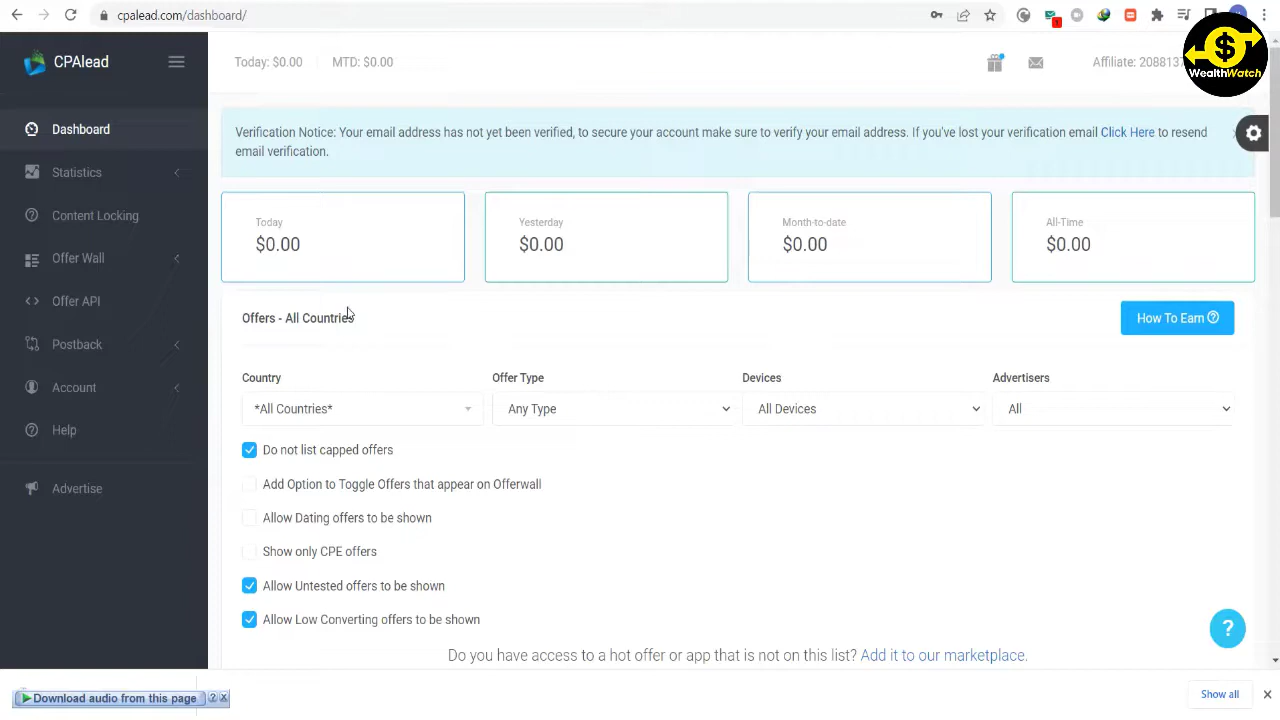 cpalead.com/dashboard/
1
CPAlead
Today: $0.00
MTD: $0.00
Affiliate: 2088137
$
WealthWatch
Dashboard
Statistics
Content Locking
Offer Wall
Offer API
Postback
Account
Help
Advertise
Verification Notice: Your email address has not yet been verified, to secure your account make sure to verify your email address. If you've lost your verification email Click Here to resend
email verification.
Today
$0.00
Yesterday
$0.00
Month-to-date
$0.00
All-Time
$0.00
Offers - All Countries
How To Earn ?
Country
Offer Type
Devices
Advertisers
*All Countries*
Any Type
All Devices
All
Do not list capped offers
Add Option to Toggle Offers that appear on Offerwall
Allow Dating offers to be shown
Show only CPE offers
Allow Untested offers to be shown
Allow Low Converting offers to be shown
?
Do you have access to a hot offer or app that is not on this list? Add it to our marketplace.
Download audio from this page ? X
Show all